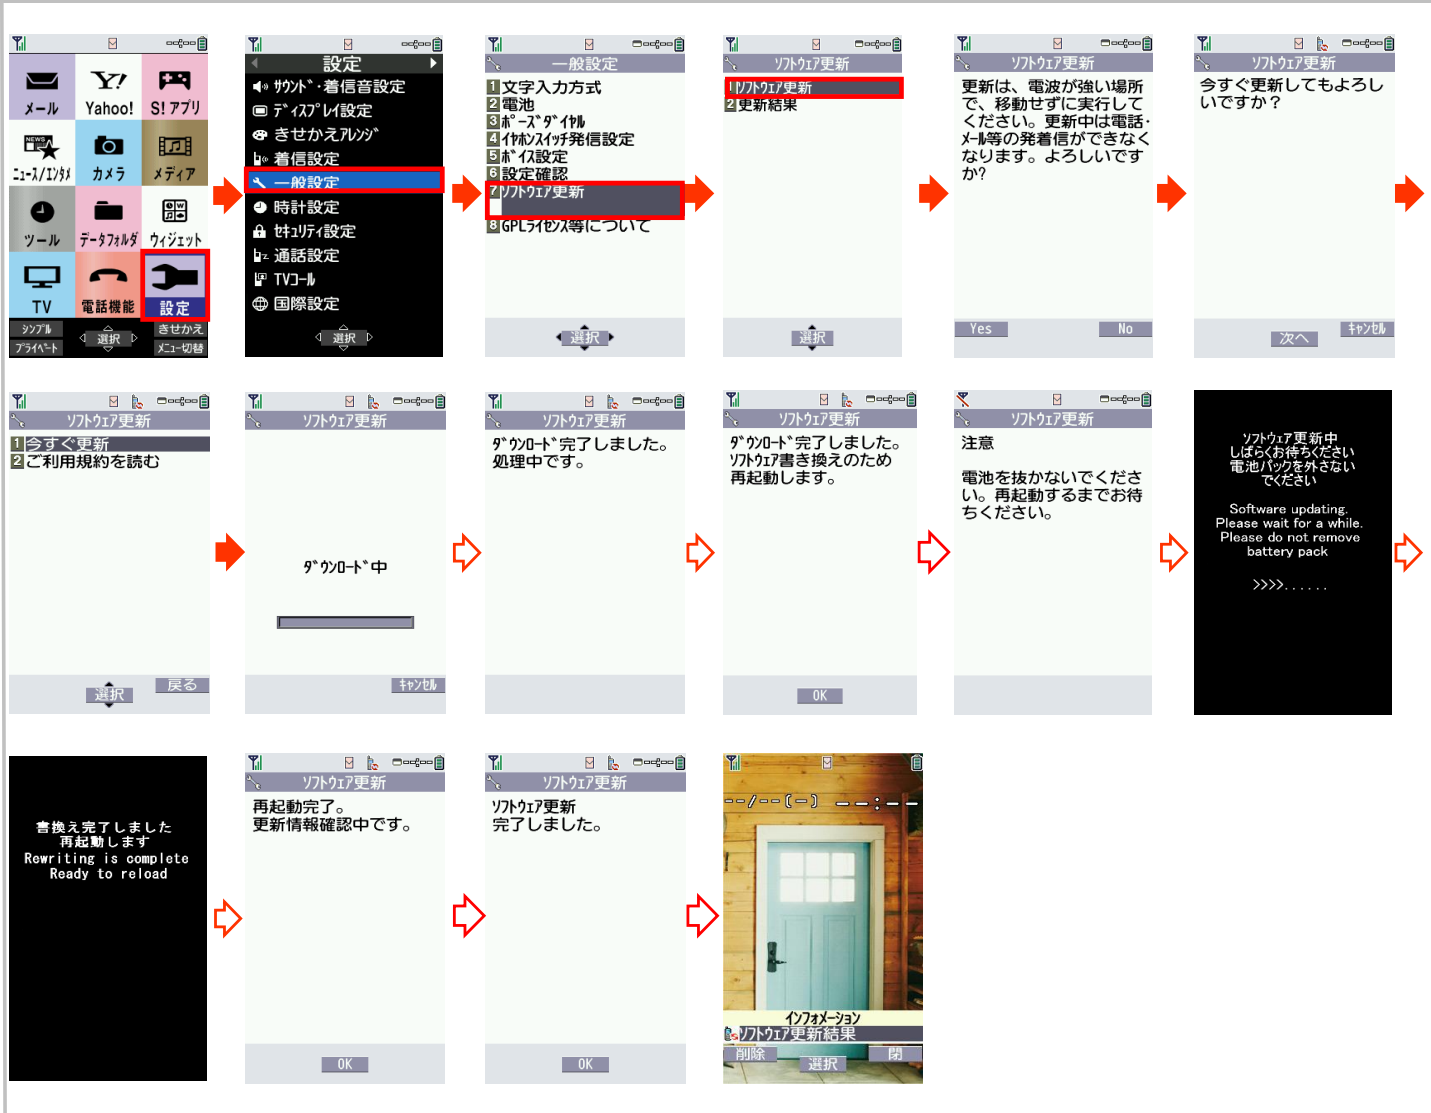 メール
Yahoo!
S! アプリ
NEWS
ニュース/エンタメ
カメラ
メディア
ツール
データフォルダ
ウィジェット
TV
電話機能
設定
シンプル
選択
きせかえ
プライベート
メニュー切替
設定
サウンド・着信音設定
ディスプレイ設定
きせかえアレンジ
着信設定
一般設定
時計設定
セキュリティ設定
通話設定
TVコール
国際設定
選択
一般設定
1 文字入力方式
2 電池
3 ポーズダイヤル
4 イヤホンスイッチ発信設定
5 ボイス設定
6 設定確認
7 ソフトウェア更新
8 GPLライセンス等について
選択
ソフトウェア更新
1 ソフトウェア更新
2 更新結果
選択
ソフトウェア更新
更新は、電波が強い場所
で、移動せずに実行して
ください。更新中は電話・
メール等の発着信ができなく
なります。よろしいです
か?
Yes
No
ソフトウェア更新
今すぐ更新してもよろし
いですか？
次へ
キャンセル
ソフトウェア更新
1 今すぐ更新
2 ご利用規約を読む
選択
戻る
ソフトウェア更新
ダウンロード中
キャンセル
ソフトウェア更新
ダウンロード完了しました。
処理中です。
ソフトウェア更新
ダウンロード完了しました。
ソフトウェア書き換えのため
再起動します。
OK
ソフトウェア更新
注意
電池を抜かないでくださ
い。再起動するまでお待
ちください。
ソフトウェア更新中
しばらくお待ちください
電池パックを外さない
でください
Software updating.
Please wait for a while.
Please do not remove
battery pack
>>>>......
書換え完了しました
再起動します
Rewriting is complete
Ready to reload
ソフトウェア更新
再起動完了。
更新情報確認中です。
OK
ソフトウェア更新
ソフトウェア更新
完了しました。
OK
--/--(-) --:--
インフォメーション
ソフトウェア更新結果
削除
選択
閉